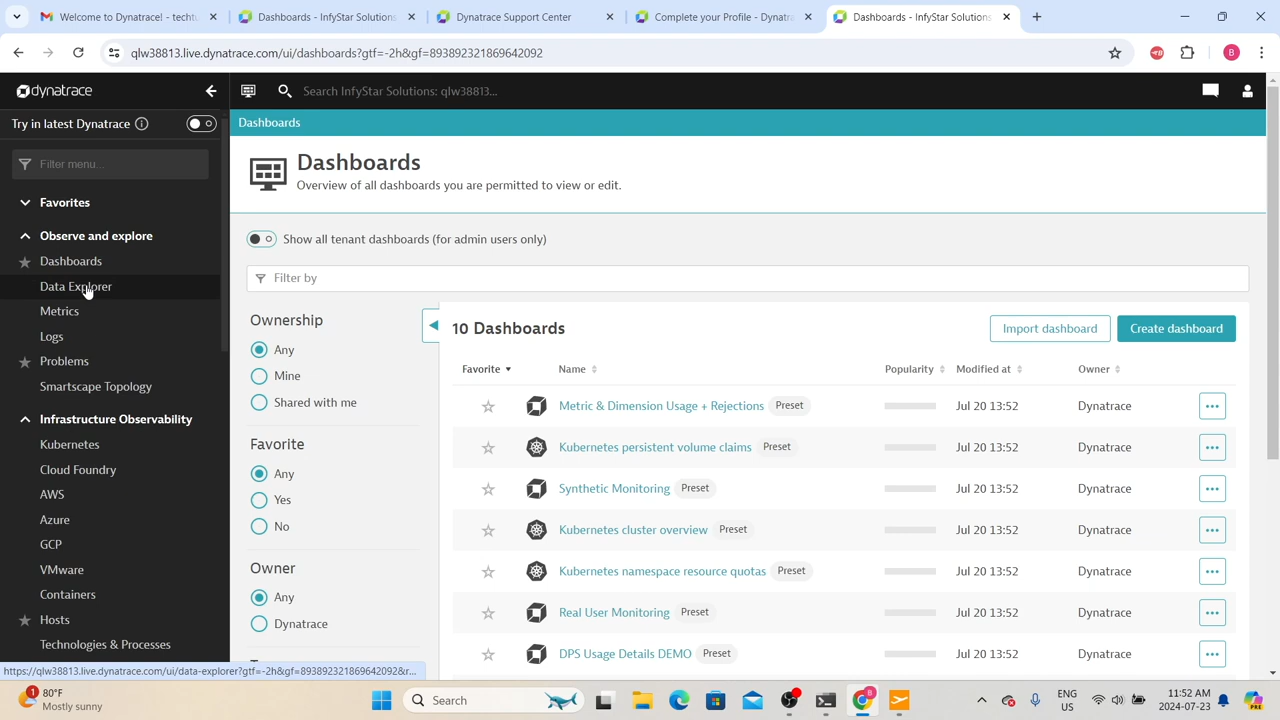 Welcome to Dynatrace! - techtu
Dashboards - InfyStar Solutions
Dynatrace Support Center
Complete your Profile - Dynatr
Dashboards - InfyStar Solutions
qlw38813.live.dynatrace.com/ui/dashboards?gtf=-2h&gf=893892321869642092
B
dynatrace
Search InfyStar Solutions: qlw38813...
Try in latest Dynatrace
Dashboards
Filter menu...
Dashboards
Overview of all dashboards you are permitted to view or edit.
Favorites
Observe and explore
Dashboards
Data Explorer
Metrics
Logs
Problems
Smartscape Topology
Infrastructure Observability
Kubernetes
Cloud Foundry
AWS
Azure
GCP
VMware
Containers
Hosts
Technologies & Processes
Show all tenant dashboards (for admin users only)
Filter by
Ownership
Any
Mine
Shared with me
Favorite
Any
Yes
No
Owner
Any
Dynatrace
10 Dashboards
Import dashboard
Create dashboard
Favorite Name Popularity Modified at Owner
Metric & Dimension Usage + Rejections Preset Jul 20 13:52 Dynatrace
Kubernetes persistent volume claims Preset Jul 20 13:52 Dynatrace
Synthetic Monitoring Preset Jul 20 13:52 Dynatrace
Kubernetes cluster overview Preset Jul 20 13:52 Dynatrace
Kubernetes namespace resource quotas Preset Jul 20 13:52 Dynatrace
Real User Monitoring Preset Jul 20 13:52 Dynatrace
DPS Usage Details DEMO Preset Jul 20 13:52 Dynatrace
https://qlw38813.live.dynatrace.com/ui/data-explorer?gtf=-2h&gf=893892321869642092&r...
1
80°F
Mostly sunny
Search
ENG
US
11:52 AM
2024-07-23